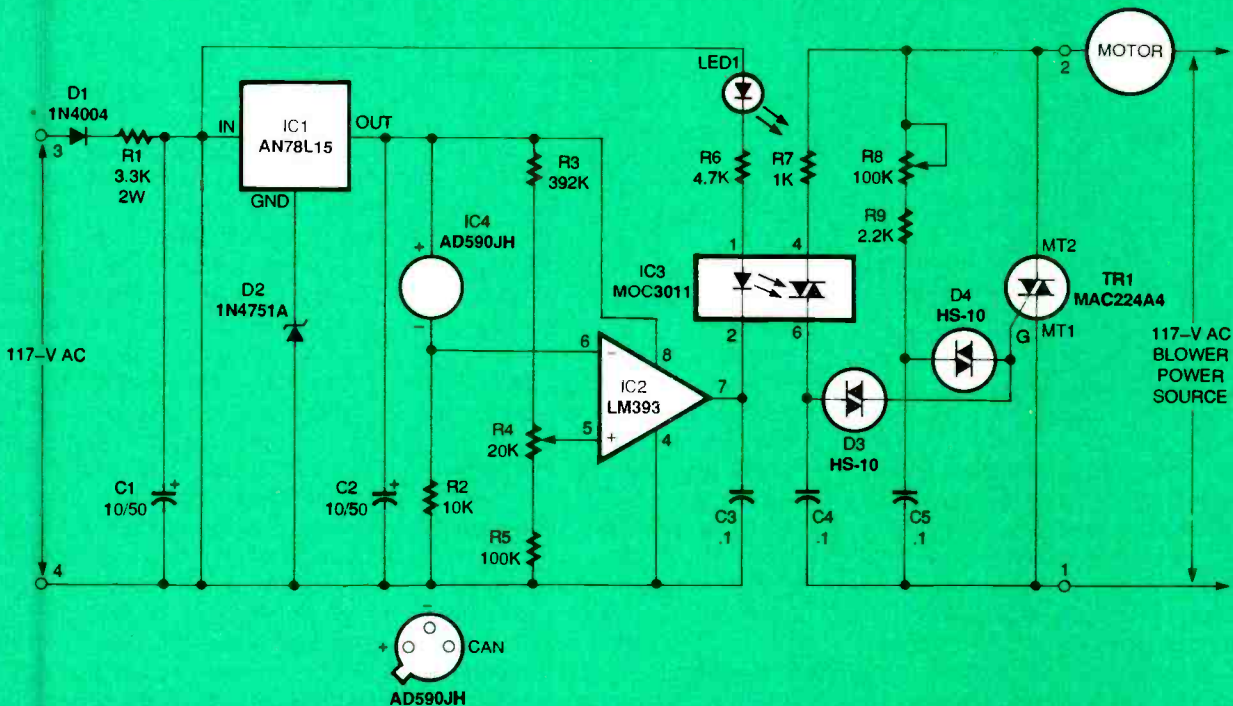 MOTOR
2
LED1
D1
1N4004
3
R1
3.3K
2W
IN
IC1
AN78L15
OUT
GND
R3
392K
R6
4.7K
R7
1K
R8
100K
R9
2.2K
IC4
AD590JH
+
−
D2
1N4751A
1
4
IC3
MOC3011
2
6
MT2
TR1
MAC224A4
MT1
G
D4
HS-10
D3
HS-10
117–V AC
117–V AC
BLOWER
POWER
SOURCE
6
−
8
IC2
LM393
7
5
+
4
R4
20K
C1
10/50
+
C2
10/50
+
R2
10K
R5
100K
C3
.1
C4
.1
C5
.1
4
1
−
+
CAN
AD590JH